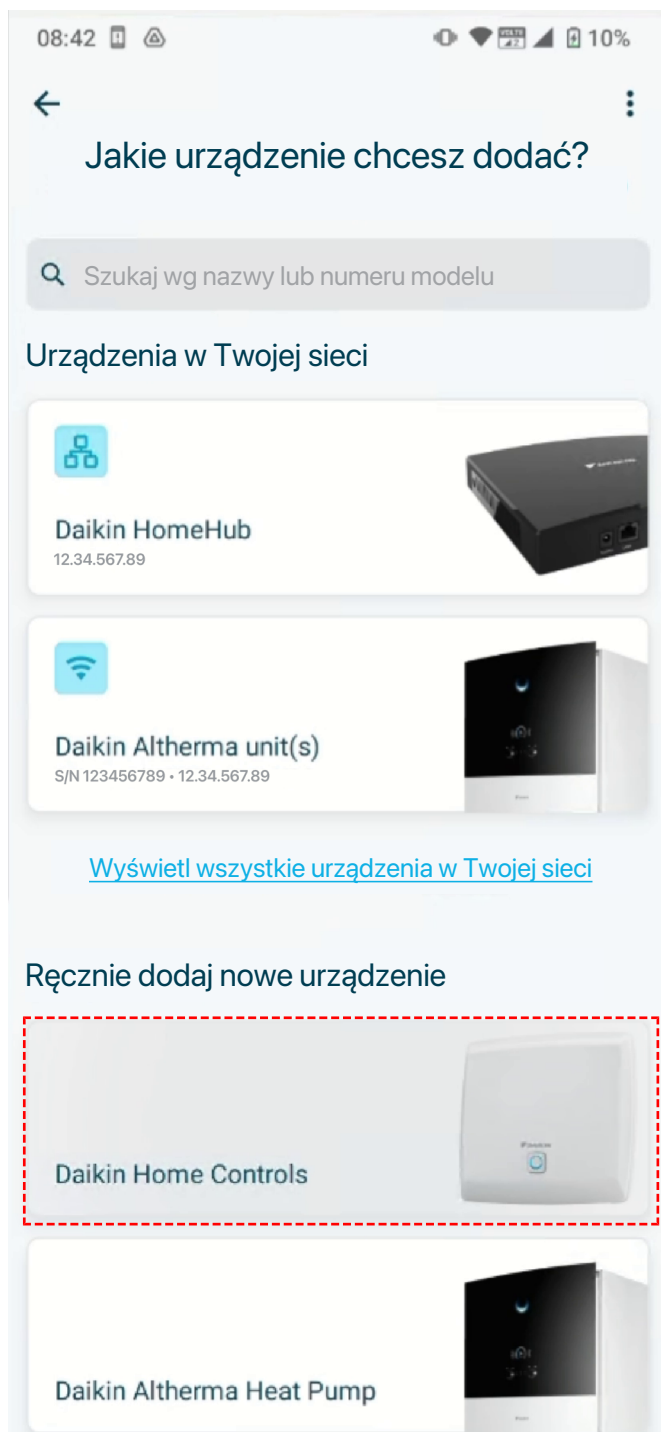 08:42 10%
Jakie urządzenie chcesz dodać?
Szukaj wg nazwy lub numeru modelu
Urządzenia w Twojej sieci
Daikin HomeHub
12.34.567.89
Daikin Altherma unit(s)
S/N 123456789 • 12.34.567.89
Wyświetl wszystkie urządzenia w Twojej sieci
Ręcznie dodaj nowe urządzenie
Daikin Home Controls
Daikin Altherma Heat Pump